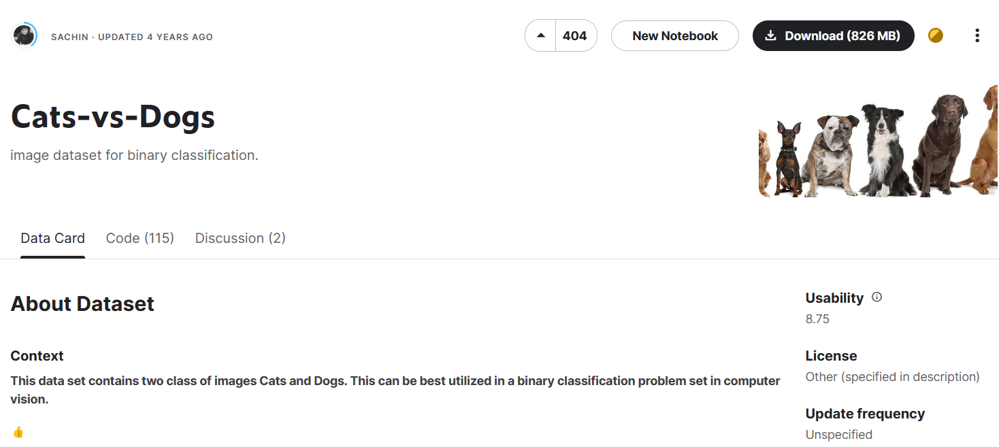 SACHIN · UPDATED 4 YEARS AGO
404
New Notebook
Download (826 MB)
Cats-vs-Dogs
image dataset for binary classification.
Data Card
Code (115)
Discussion (2)
About Dataset
Context
This data set contains two class of images Cats and Dogs. This can be best utilized in a binary classification problem set in computer
vision.
👍
Usability
8.75
License
Other (specified in description)
Update frequency
Unspecified